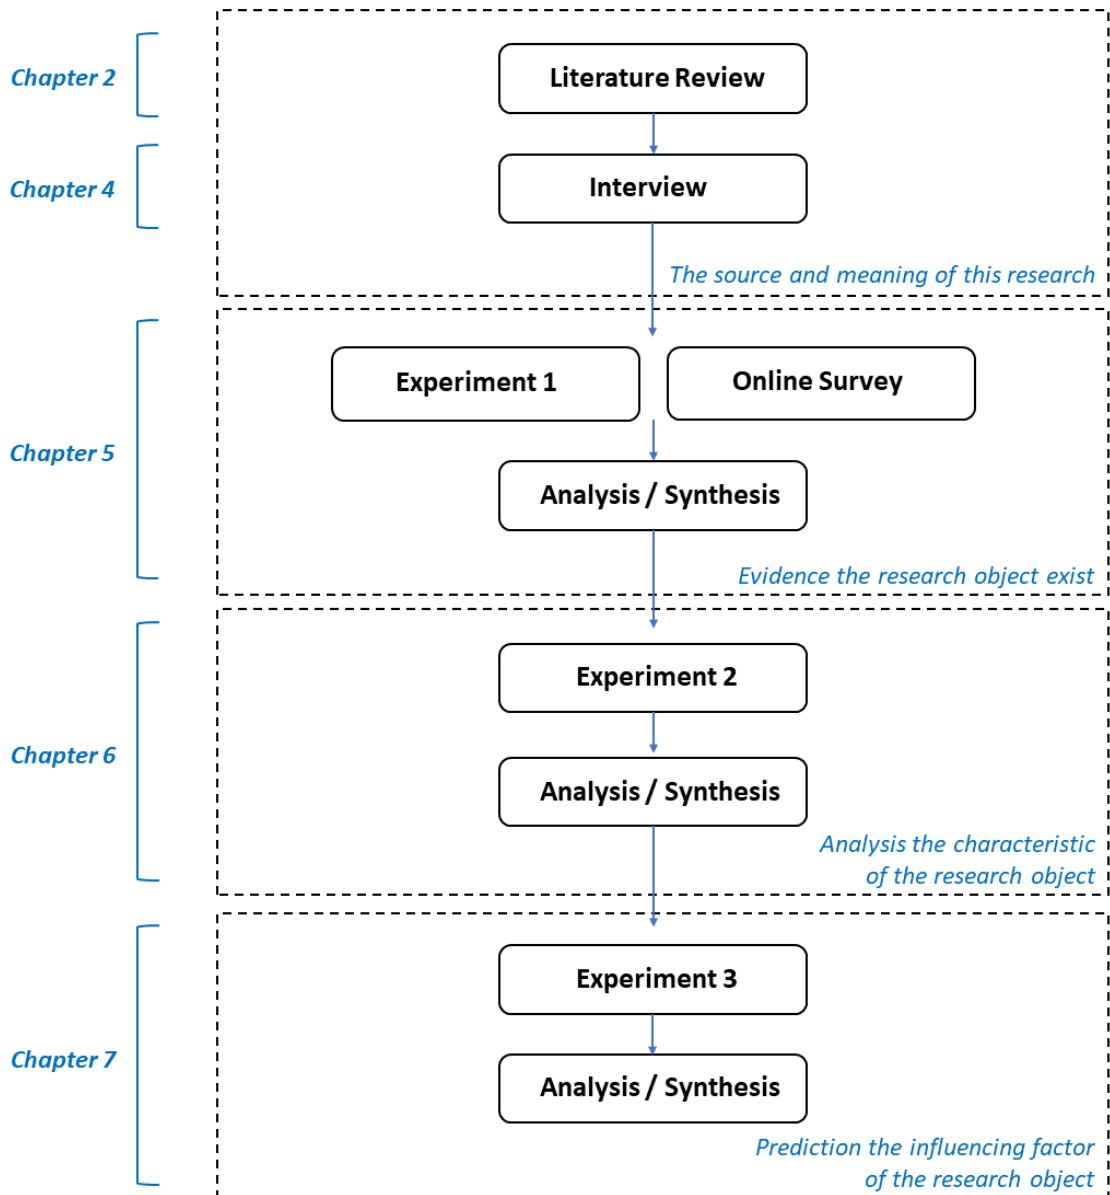 Chapter 2
Literature Review
Chapter 4
Interview
The source and meaning of this research
Experiment 1
Online Survey
Chapter 5
Analysis / Synthesis
Evidence the research object exist
Experiment 2
Chapter 6
Analysis / Synthesis
Analysis the characteristic
of the research object
Experiment 3
Chapter 7
Analysis / Synthesis
Prediction the influencing factor
of the research object